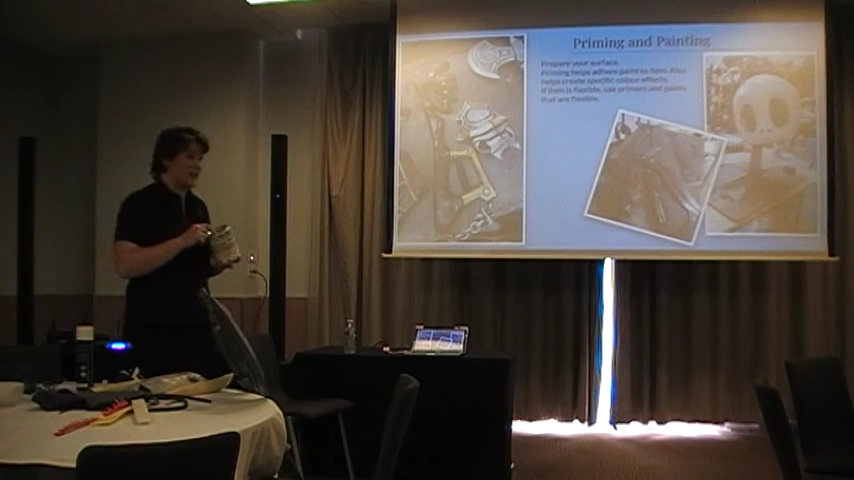 Priming and Painting
Prepare your surface.
Priming helps adhere paint to item. Also
helps create specific colour effects.
If item is flexible, use primers and paints
that are flexible.